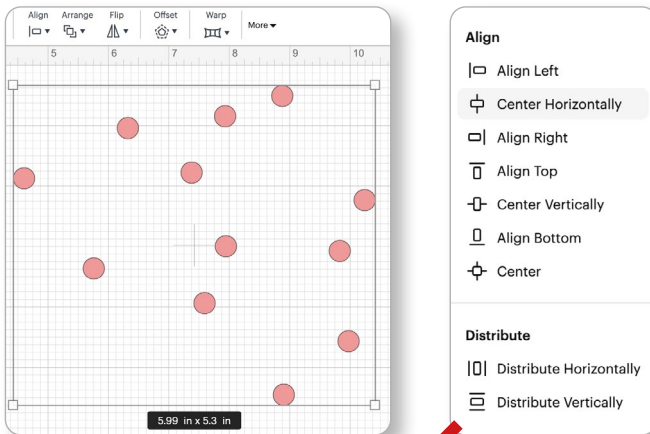 Align Arrange Flip Offset Warp More
5 6 7 8 9 10
5.99 in x 5.3 in
Align
Align Left
Center Horizontally
Align Right
Align Top
Center Vertically
Align Bottom
Center
Distribute
Distribute Horizontally
Distribute Vertically